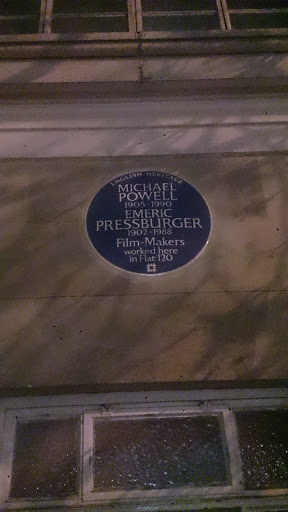 ENGLISH HERITAGE
MICHAEL
POWELL
1905-1990
EMERIC
PRESSBURGER
1902-1988
Film-Makers
worked here
in Flat 120